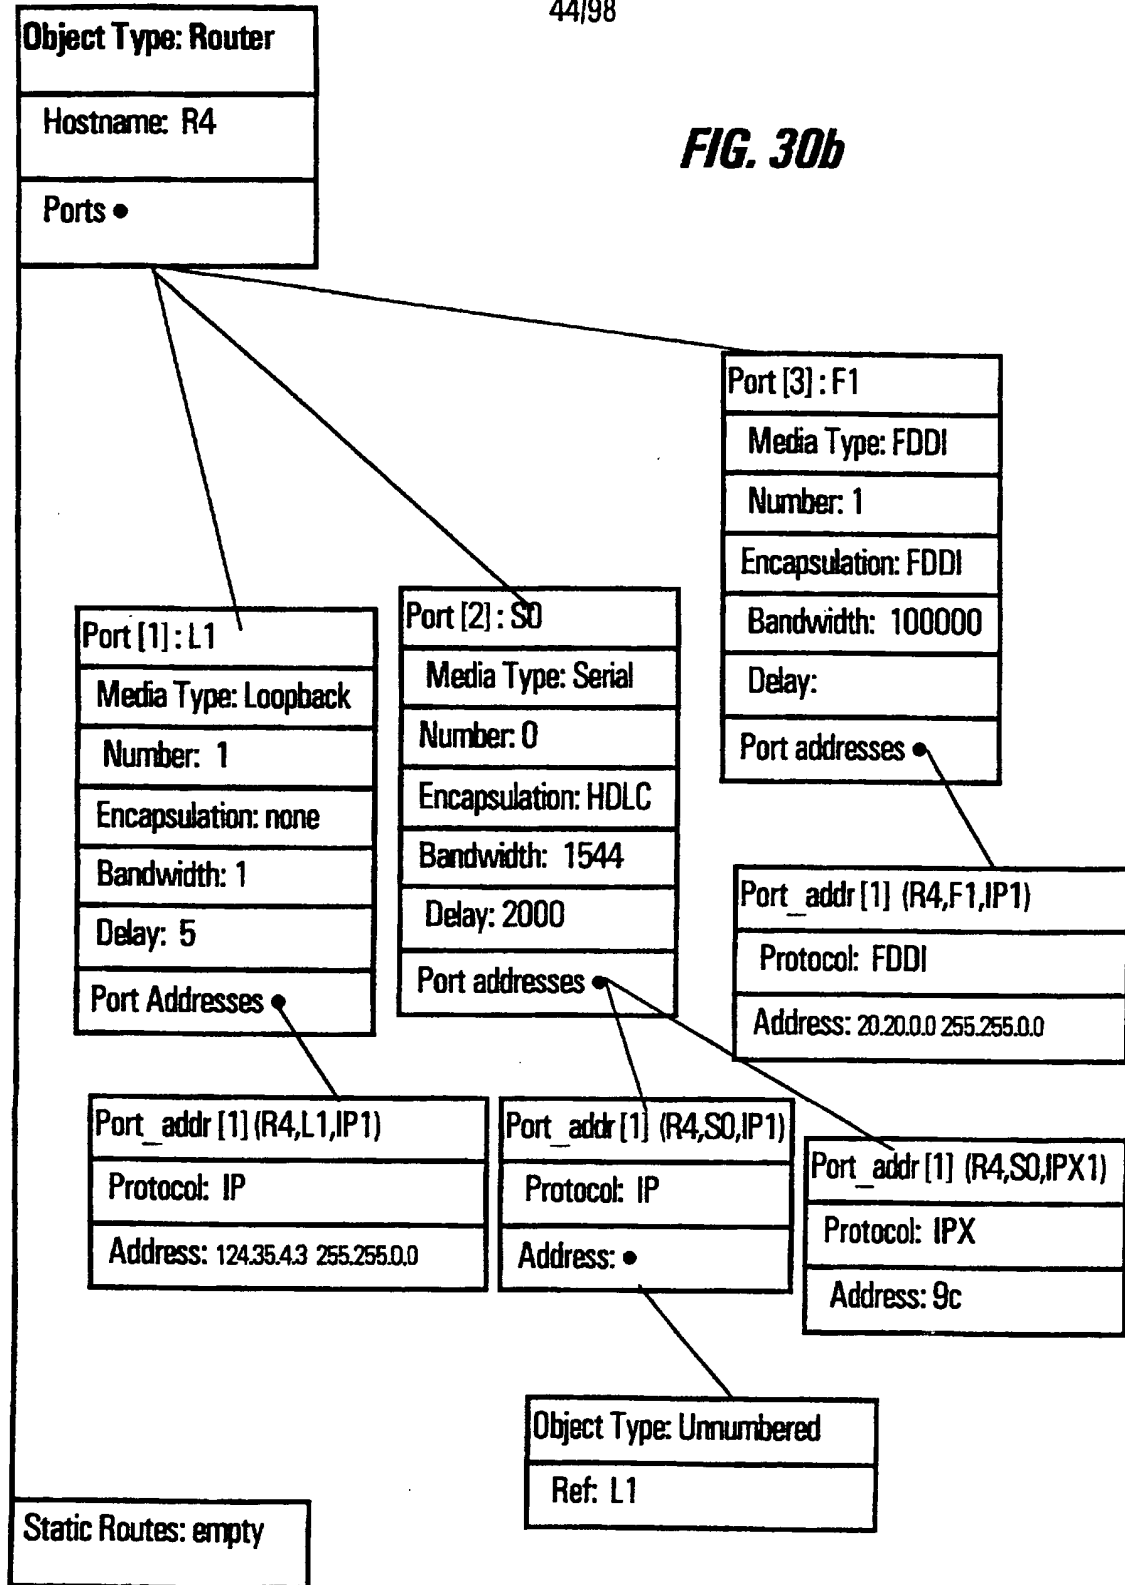 44/98
Object Type: Router
Hostname: R4
Ports
FIG. 30b
Port [3] : F1
Media Type: FDDI
Number: 1
Encapsulation: FDDI
Bandwidth: 100000
Delay:
Port addresses
Port [1] : L1
Media Type: Loopback
Number: 1
Encapsulation: none
Bandwidth: 1
Delay: 5
Port Addresses
Port [2] : S0
Media Type: Serial
Number: 0
Encapsulation: HDLC
Bandwidth: 1544
Delay: 2000
Port addresses
Port_addr [1] (R4,F1,IP1)
Protocol: FDDI
Address: 20.20.0.0 255.255.0.0
Port_addr [1] (R4,L1,IP1)
Protocol: IP
Address: 124.35.4.3 255.255.0.0
Port_addr [1] (R4,S0,IP1)
Protocol: IP
Address:
Port_addr [1] (R4,S0,IPX1)
Protocol: IPX
Address: 9c
Object Type: Unnumbered
Ref: L1
Static Routes: empty